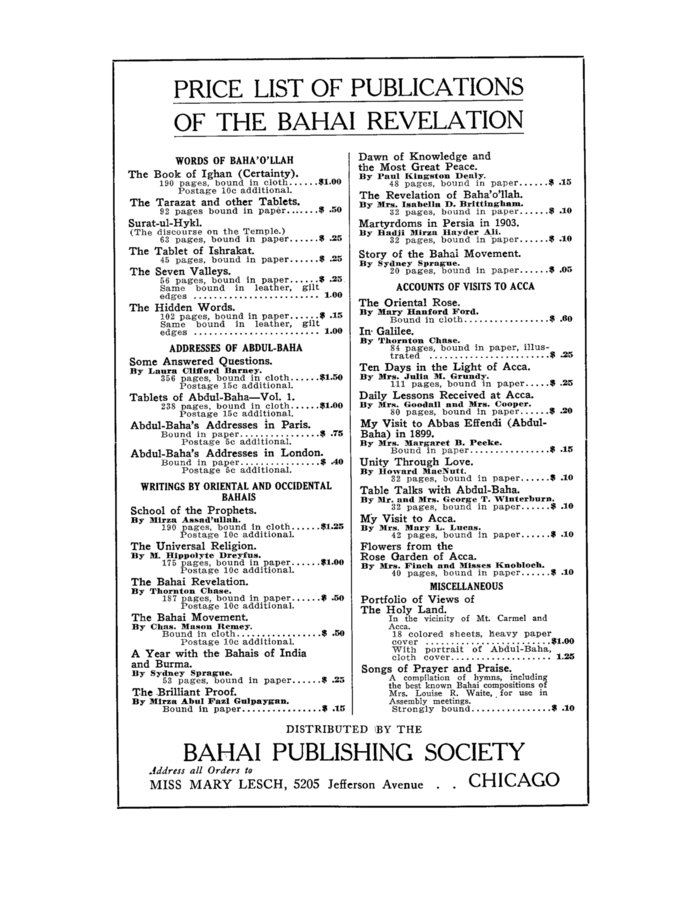 PRICE LIST OF PUBLICATIONS
OF THE BAHAI REVELATION
WORDS OF BAHA'O'LLAH
The Book of Ighan (Certainty).
190 pages, bound in cloth......$1.00
Postage 10c additional.
The Tarazat and other Tablets.
92 pages bound in paper.......$ .50
Surat-ul-Hykl.
(The discourse on the Temple.)
63 pages, bound in paper......$ .25
The Tablet of Ishrakat.
45 pages, bound in paper......$ .25
The Seven Valleys.
56 pages, bound in paper......$ .25
Same bound in leather, gilt
edges ........................ 1.00
The Hidden Words.
102 pages, bound in paper......$ .15
Same bound in leather, gilt
edges ........................ 1.00
ADDRESSES OF ABDUL-BAHA
Some Answered Questions.
By Laura Clifford Barney.
356 pages, bound in cloth......$1.50
Postage 15c additional.
Tablets of Abdul-Baha—Vol. 1.
238 pages, bound in cloth......$1.00
Postage 15c additional.
Abdul-Baha's Addresses in Paris.
Bound in paper................$ .75
Postage 5c additional.
Abdul-Baha's Addresses in London.
Bound in paper................$ .40
Postage 5c additional.
WRITINGS BY ORIENTAL AND OCCIDENTAL
BAHAIS
School of the Prophets.
By Mirza Assad'ullah.
190 pages, bound in cloth......$1.25
Postage 10c additional.
The Universal Religion.
By M. Hippolyte Dreyfus.
175 pages, bound in paper......$1.00
Postage 10c additional.
The Bahai Revelation.
By Thornton Chase.
187 pages, bound in paper......$ .50
Postage 10c additional.
The Bahai Movement.
By Chas. Mason Remey.
Bound in cloth.................$ .50
Postage 10c additional.
A Year with the Bahais of India
and Burma.
By Sydney Sprague.
53 pages, bound in paper......$ .25
The Brilliant Proof.
By Mirza Abul Fazl Gulpaygan.
Bound in paper................$ .15
Dawn of Knowledge and
the Most Great Peace.
By Paul Kingston Dealy.
48 pages, bound in paper......$ .15
The Revelation of Baha'o'llah.
By Mrs. Isabella D. Brittingham.
32 pages, bound in paper......$ .10
Martyrdoms in Persia in 1903.
By Hadji Mirza Hayder Ali.
32 pages, bound in paper......$ .10
Story of the Bahai Movement.
By Sydney Sprague.
20 pages, bound in paper......$ .05
ACCOUNTS OF VISITS TO ACCA
The Oriental Rose.
By Mary Hanford Ford.
Bound in cloth.................$ .60
In Galilee.
By Thornton Chase.
84 pages, bound in paper, illus-
trated ........................$ .25
Ten Days in the Light of Acca.
By Mrs. Julia M. Grundy.
111 pages, bound in paper.....$ .25
Daily Lessons Received at Acca.
By Mrs. Goodall and Mrs. Cooper.
80 pages, bound in paper......$ .20
My Visit to Abbas Effendi (Abdul-
Baha) in 1899.
By Mrs. Margaret B. Peeke.
Bound in paper................$ .15
Unity Through Love.
By Howard MacNutt.
32 pages, bound in paper......$ .10
Table Talks with Abdul-Baha.
By Mr. and Mrs. George T. Winterburn.
32 pages, bound in paper......$ .10
My Visit to Acca.
By Mrs. Mary L. Lucas.
42 pages, bound in paper......$ .10
Flowers from the
Rose Garden of Acca.
By Mrs. Finch and Misses Knobloch.
40 pages, bound in paper......$ .10
MISCELLANEOUS
Portfolio of Views of
The Holy Land.
In the vicinity of Mt. Carmel and
Acca.
18 colored sheets, heavy paper
cover .........................$1.00
With portrait of Abdul-Baha,
cloth cover................... 1.25
Songs of Prayer and Praise.
A compilation of hymns, including
the best known Bahai compositions of
Mrs. Louise R. Waite, for use in
Assembly meetings.
Strongly bound................$ .10
DISTRIBUTED BY THE
BAHAI PUBLISHING SOCIETY
Address all Orders to
MISS MARY LESCH, 5205 Jefferson Avenue . . CHICAGO